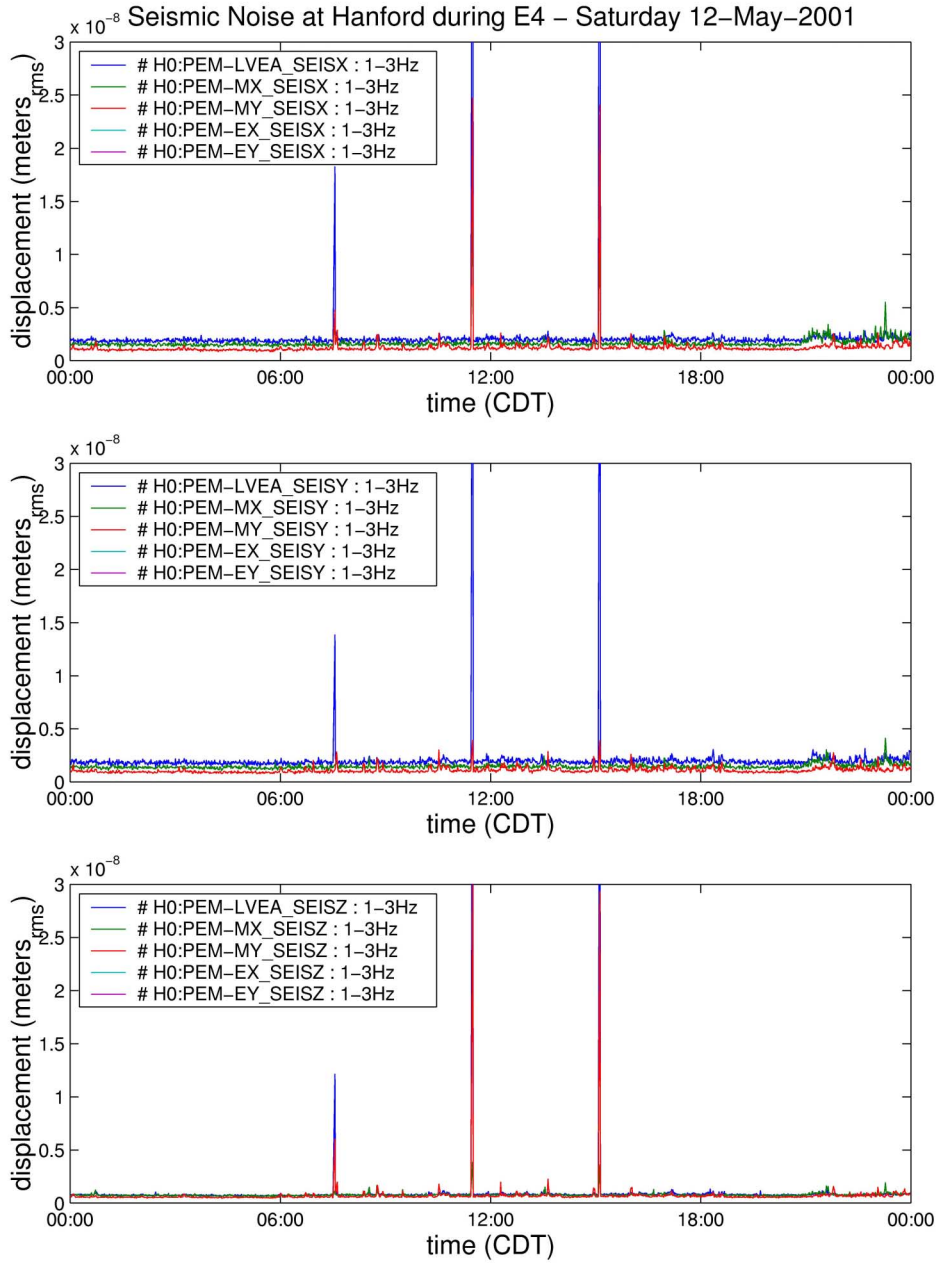 Seismic Noise at Hanford during E4 – Saturday 12–May–2001
x 10⁻⁸
3
2.5
2
1.5
1
0.5
0
displacement (meters_rms)
# H0:PEM–LVEA_SEISX : 1–3Hz
# H0:PEM–MX_SEISX : 1–3Hz
# H0:PEM–MY_SEISX : 1–3Hz
# H0:PEM–EX_SEISX : 1–3Hz
# H0:PEM–EY_SEISX : 1–3Hz
00:00 06:00 12:00 18:00 00:00
time (CDT)
x 10⁻⁸
3
2.5
2
1.5
1
0.5
0
displacement (meters_rms)
# H0:PEM–LVEA_SEISY : 1–3Hz
# H0:PEM–MX_SEISY : 1–3Hz
# H0:PEM–MY_SEISY : 1–3Hz
# H0:PEM–EX_SEISY : 1–3Hz
# H0:PEM–EY_SEISY : 1–3Hz
00:00 06:00 12:00 18:00 00:00
time (CDT)
x 10⁻⁸
3
2.5
2
1.5
1
0.5
0
displacement (meters_rms)
# H0:PEM–LVEA_SEISZ : 1–3Hz
# H0:PEM–MX_SEISZ : 1–3Hz
# H0:PEM–MY_SEISZ : 1–3Hz
# H0:PEM–EX_SEISZ : 1–3Hz
# H0:PEM–EY_SEISZ : 1–3Hz
00:00 06:00 12:00 18:00 00:00
time (CDT)